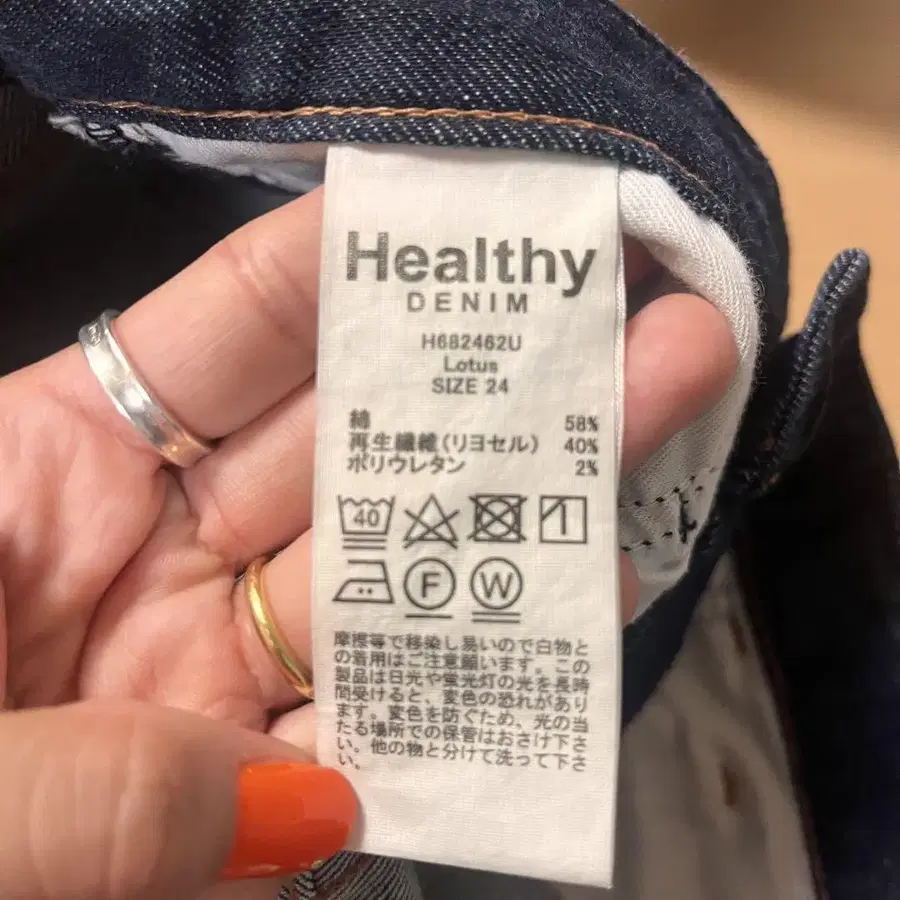 Healthy
DENIM
H682462U
Lotus
SIZE 24
綿 58%
再生繊維(リヨセル) 40%
ポリウレタン 2%
40
F W
摩擦等で移染し易いので白物と
の着用はご注意願います。この
製品は日光や蛍光灯の光を長時
間受けると、変色の恐れがあり
ます。変色を防ぐため、光の当
たる場所での保管はおさけ下さ
い。他の物と分けて洗って下さ
い。